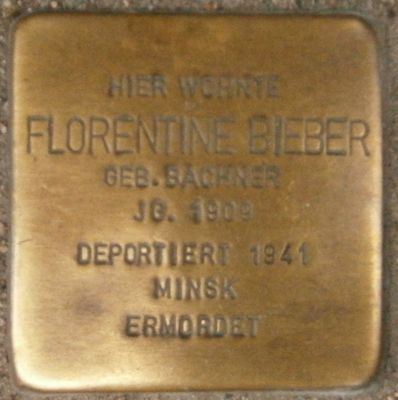 HIER WOHNTE
FLORENTINE BIEBER
GEB. BACHNER
JG. 1909
DEPORTIERT 1941
MINSK
ERMORDET